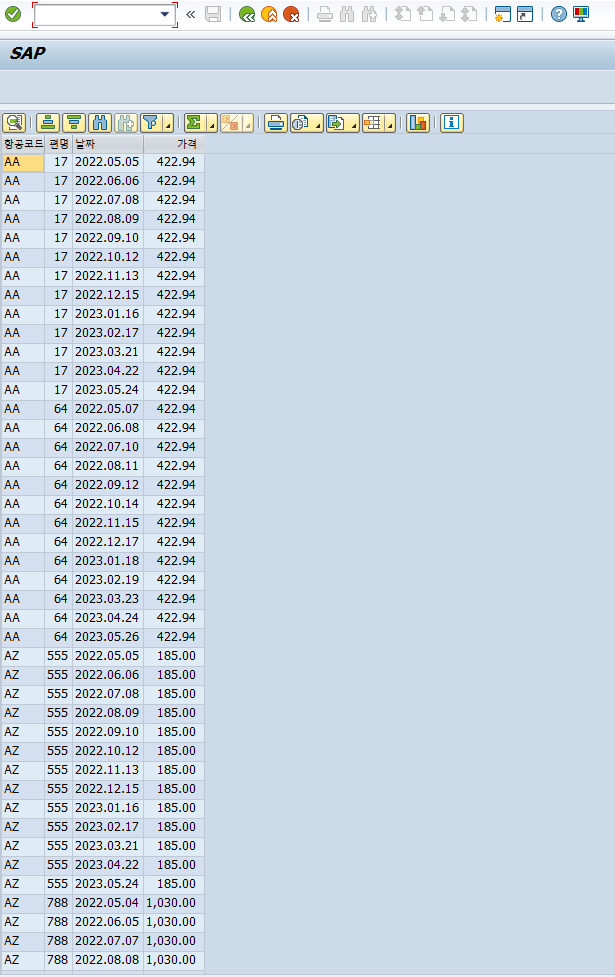 SAP
항공코드 편명 날짜 가격
AA 17 2022.05.05 422.94
AA 17 2022.06.06 422.94
AA 17 2022.07.08 422.94
AA 17 2022.08.09 422.94
AA 17 2022.09.10 422.94
AA 17 2022.10.12 422.94
AA 17 2022.11.13 422.94
AA 17 2022.12.15 422.94
AA 17 2023.01.16 422.94
AA 17 2023.02.17 422.94
AA 17 2023.03.21 422.94
AA 17 2023.04.22 422.94
AA 17 2023.05.24 422.94
AA 64 2022.05.07 422.94
AA 64 2022.06.08 422.94
AA 64 2022.07.10 422.94
AA 64 2022.08.11 422.94
AA 64 2022.09.12 422.94
AA 64 2022.10.14 422.94
AA 64 2022.11.15 422.94
AA 64 2022.12.17 422.94
AA 64 2023.01.18 422.94
AA 64 2023.02.19 422.94
AA 64 2023.03.23 422.94
AA 64 2023.04.24 422.94
AA 64 2023.05.26 422.94
AZ 555 2022.05.05 185.00
AZ 555 2022.06.06 185.00
AZ 555 2022.07.08 185.00
AZ 555 2022.08.09 185.00
AZ 555 2022.09.10 185.00
AZ 555 2022.10.12 185.00
AZ 555 2022.11.13 185.00
AZ 555 2022.12.15 185.00
AZ 555 2023.01.16 185.00
AZ 555 2023.02.17 185.00
AZ 555 2023.03.21 185.00
AZ 555 2023.04.22 185.00
AZ 555 2023.05.24 185.00
AZ 788 2022.05.04 1,030.00
AZ 788 2022.06.05 1,030.00
AZ 788 2022.07.07 1,030.00
AZ 788 2022.08.08 1,030.00